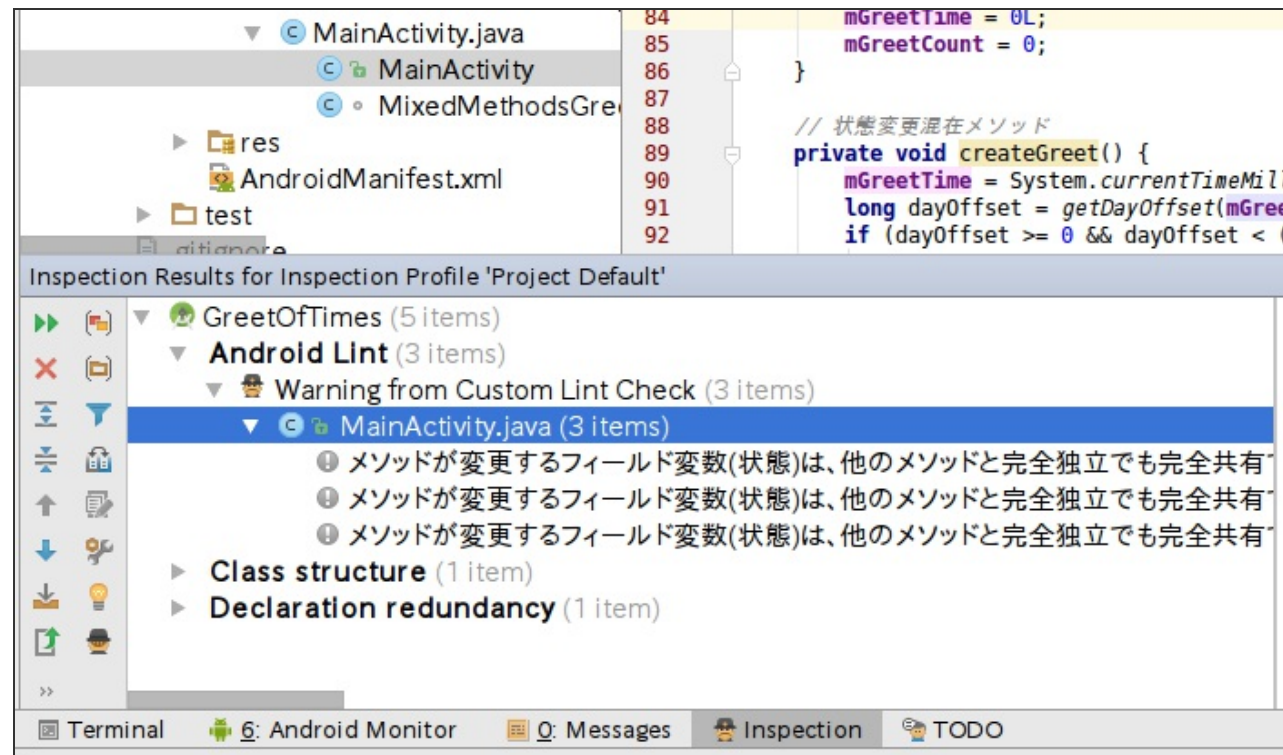 MainActivity.java
MainActivity
MixedMethodsGre
res
AndroidManifest.xml
test
.gitignore
84 mGreetTime = 0L;
85 mGreetCount = 0;
86 }
87
88 // 状態変更混在メソッド
89 private void createGreet() {
90 mGreetTime = System.currentTimeMil
91 long dayOffset = getDayOffset(mGree
92 if (dayOffset >= 0 && dayOffset < (
Inspection Results for Inspection Profile 'Project Default'
GreetOfTimes (5 items)
Android Lint (3 items)
Warning from Custom Lint Check (3 items)
MainActivity.java (3 items)
メソッドが変更するフィールド変数(状態)は、他のメソッドと完全独立でも完全共有
メソッドが変更するフィールド変数(状態)は、他のメソッドと完全独立でも完全共有
メソッドが変更するフィールド変数(状態)は、他のメソッドと完全独立でも完全共有
Class structure (1 item)
Declaration redundancy (1 item)
Terminal 6: Android Monitor 0: Messages Inspection TODO